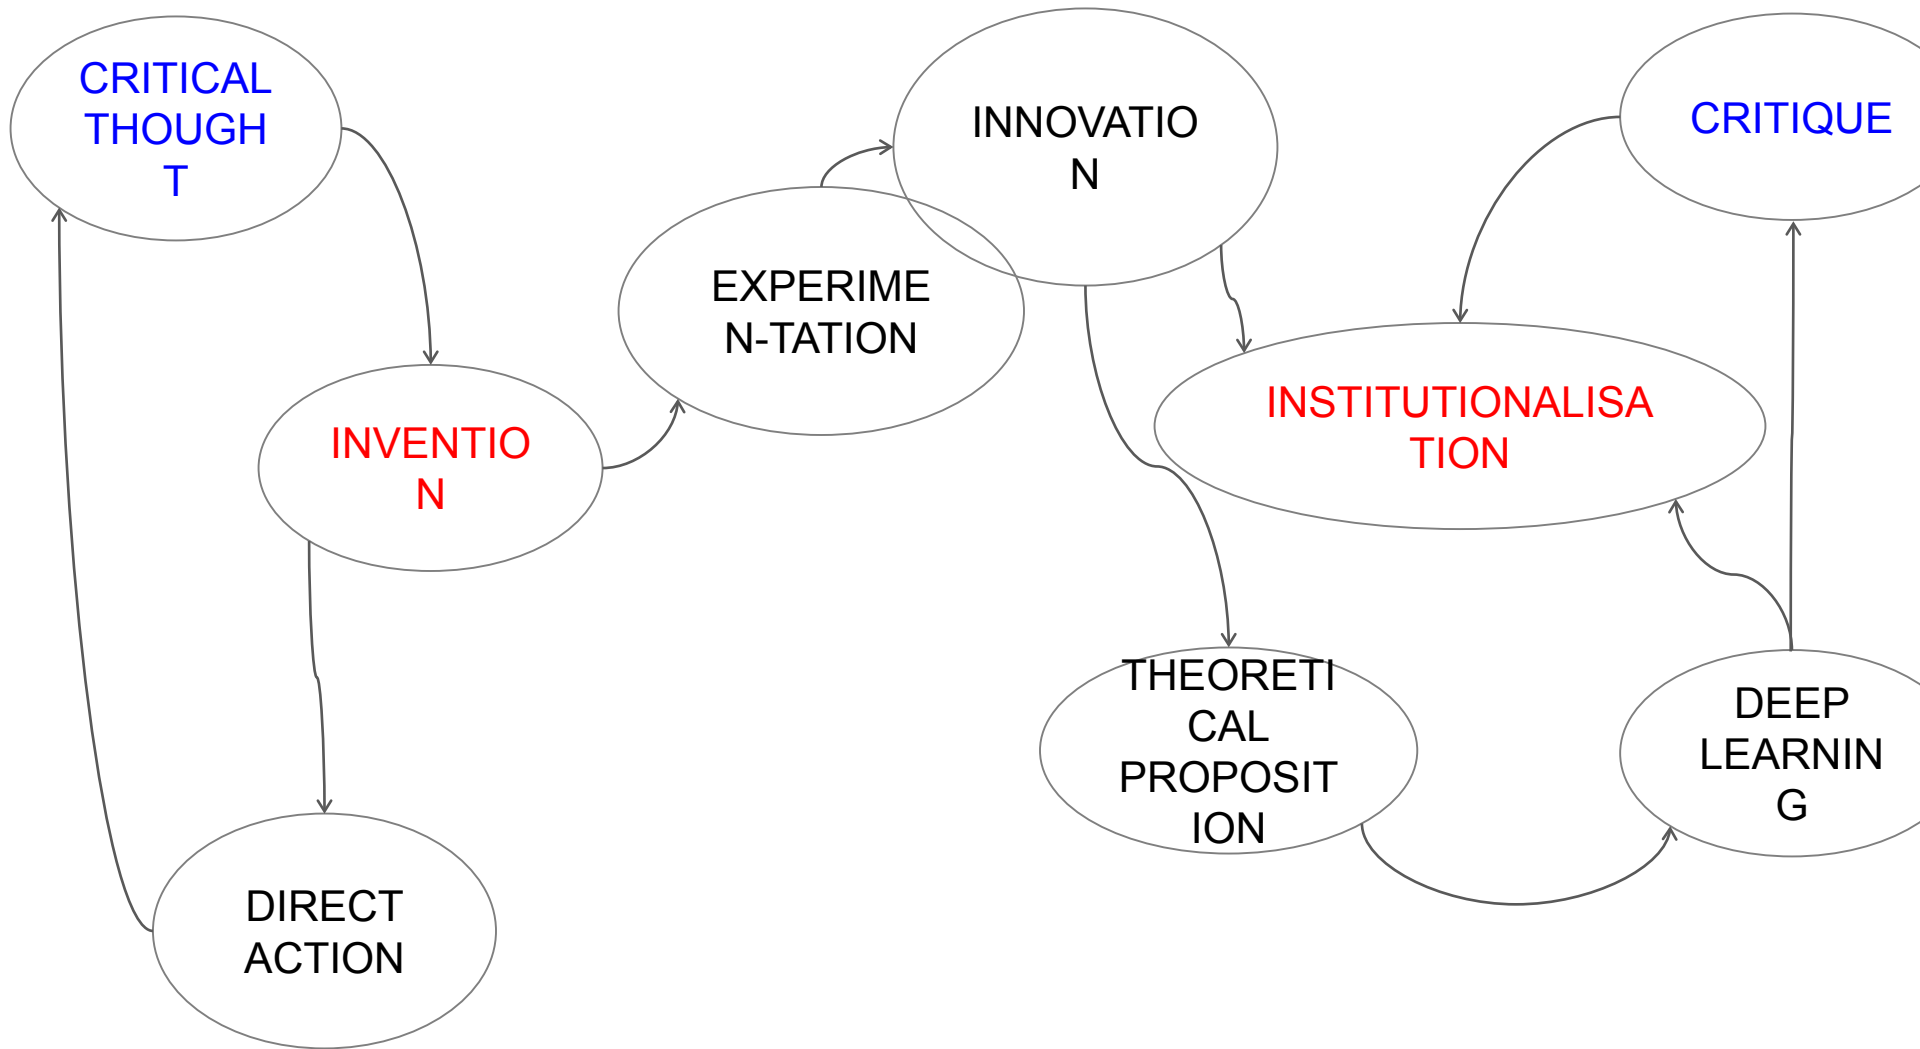 CRITICAL
THOUGH
T
INVENTIO
N
DIRECT
ACTION
EXPERIME
N-TATION
INNOVATIO
N
INSTITUTIONALISA
TION
CRITIQUE
THEORETI
CAL
PROPOSIT
ION
DEEP
LEARNIN
G